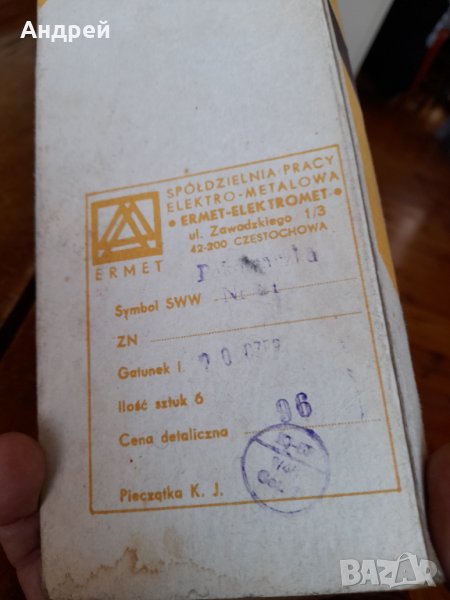 Андрей
SPÓŁDZIELNIA PRACY
ELEKTRO-METALOWA
• ERMET-ELEKTROMET •
ul. Zawadzkiego 1/3
42-200 CZĘSTOCHOWA
ERMET
Symbol SWW
ZN
Gatunek I.
Ilość sztuk 6
Cena detaliczna 96
Pieczątka K. J.
BAZAR